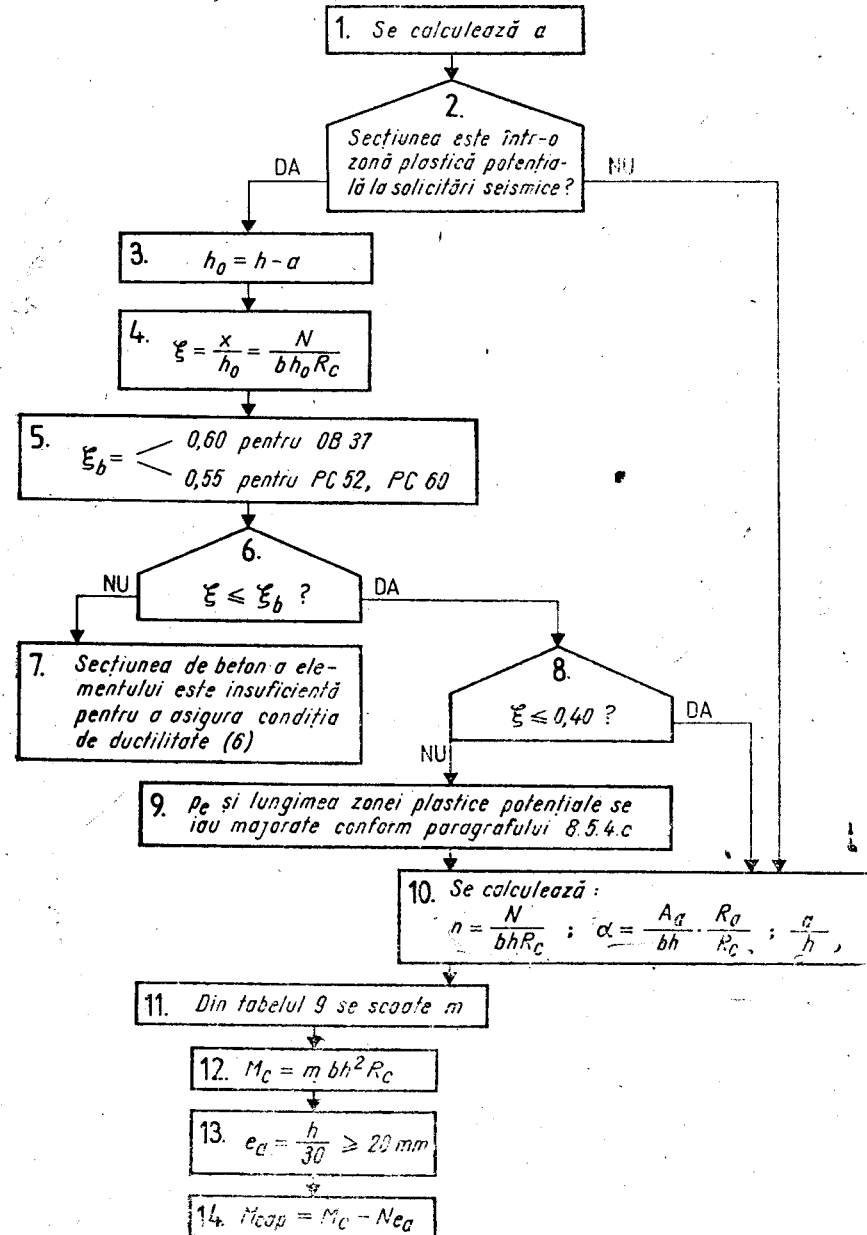 1. Se calculează a
2.
Secțiunea este într-o
zonă plastică potenția-
lă la solicitări seismice?
DA
NU
3. h₀ = h - a
4. ξ = x/h₀ = N/(bh₀Rc)
5. ξb = 0,60 pentru OB 37
0,55 pentru PC 52, PC 60
6.
ξ ≤ ξb ?
NU
DA
7. Secțiunea de beton a ele-
mentului este insuficientă
pentru a asigura condiția
de ductilitate (6)
8.
ξ ≤ 0,40 ?
DA
NU
9. pe și lungimea zonei plastice potențiale se
iau majorate conform paragrafului 8.5.4.c
10. Se calculează :
n = N/(bhRc) ; α = Aa/bh · Ra/Rc ; a/h ,
11. Din tabelul 9 se scoate m
12. Mc = m bh² Rc
13. ea = h/30 ≥ 20 mm
14. Mcap = Mc - Nea